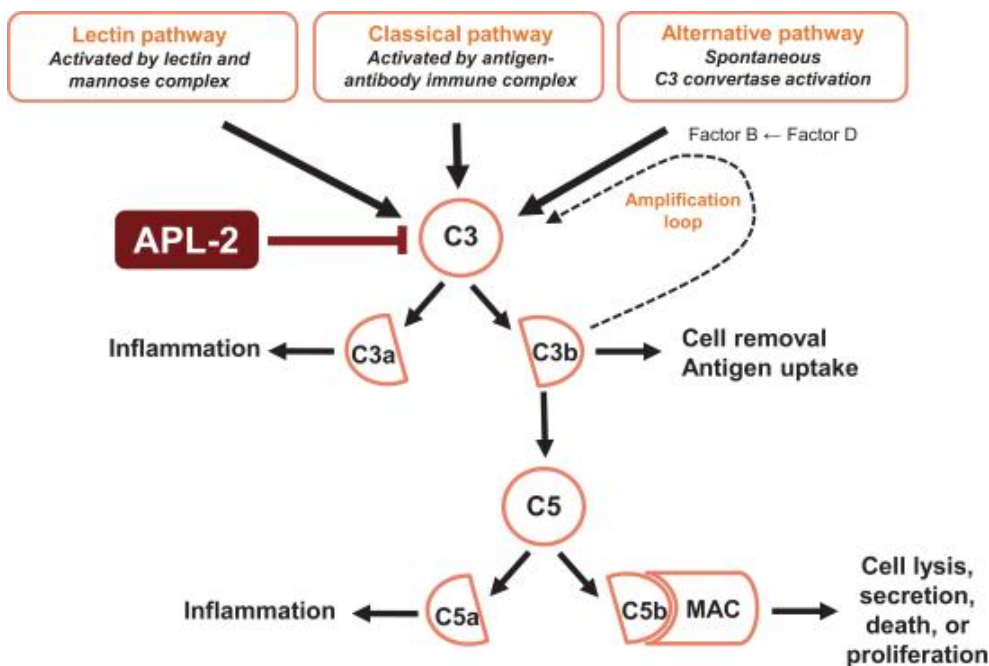 Lectin pathway
Activated by lectin and
mannose complex
Classical pathway
Activated by antigen-
antibody immune complex
Alternative pathway
Spontaneous
C3 convertase activation
Factor B ← Factor D
Amplification
loop
APL-2
C3
Inflammation
C3a
C3b
Cell removal
Antigen uptake
C5
Inflammation
C5a
C5b
MAC
Cell lysis,
secretion,
death, or
proliferation